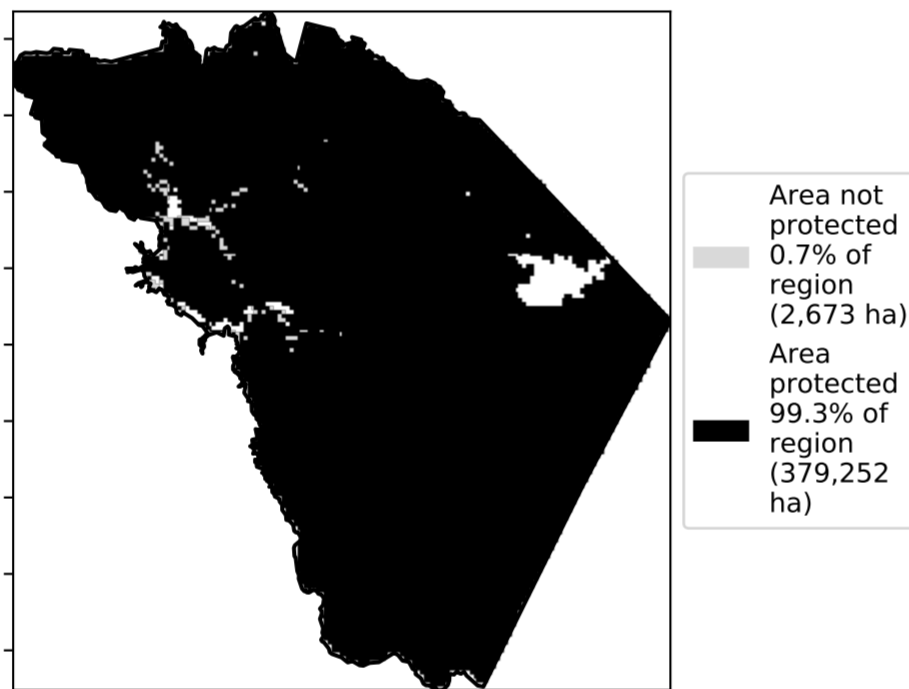 Area not
protected
0.7% of
region
(2,673 ha)
Area
protected
99.3% of
region
(379,252
ha)